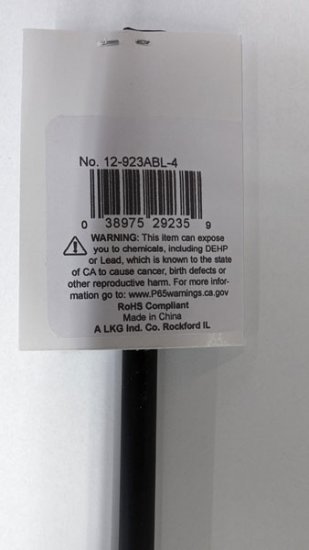 No. 12-923ABL-4
0 38975 29235 9
WARNING: This item can expose
you to chemicals, including DEHP
or Lead, which is known to the state
of CA to cause cancer, birth defects or
other reproductive harm. For more infor-
mation go to: www.P65warnings.ca.gov
RoHS Compliant
Made in China
A LKG Ind. Co. Rockford IL